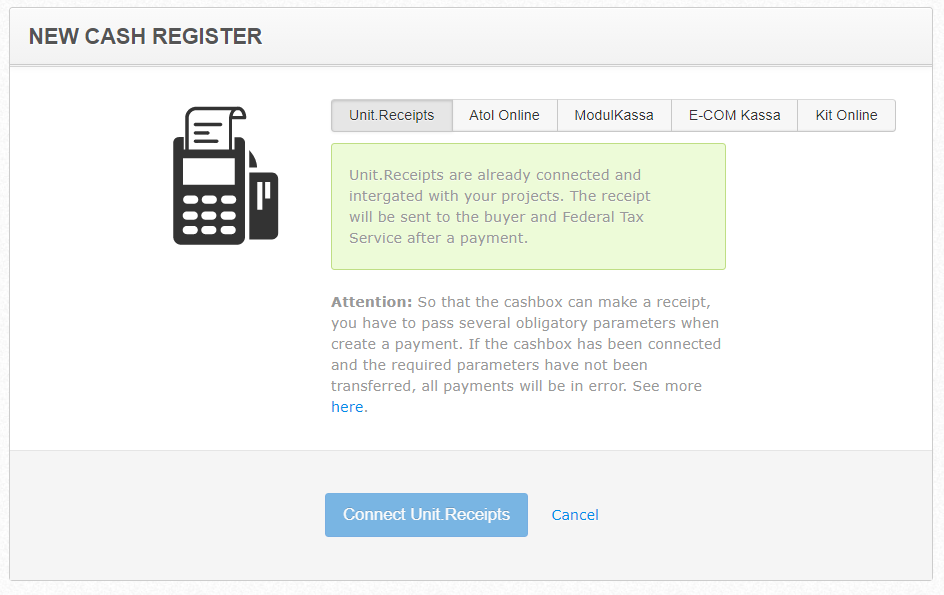 NEW CASH REGISTER
Unit.Receipts Atol Online ModulKassa E-COM Kassa Kit Online
Unit.Receipts are already connected and
intergated with your projects. The receipt
will be sent to the buyer and Federal Tax
Service after a payment.
Attention: So that the cashbox can make a receipt,
you have to pass several obligatory parameters when
create a payment. If the cashbox has been connected
and the required parameters have not been
transferred, all payments will be in error. See more
here.
Connect Unit.Receipts Cancel